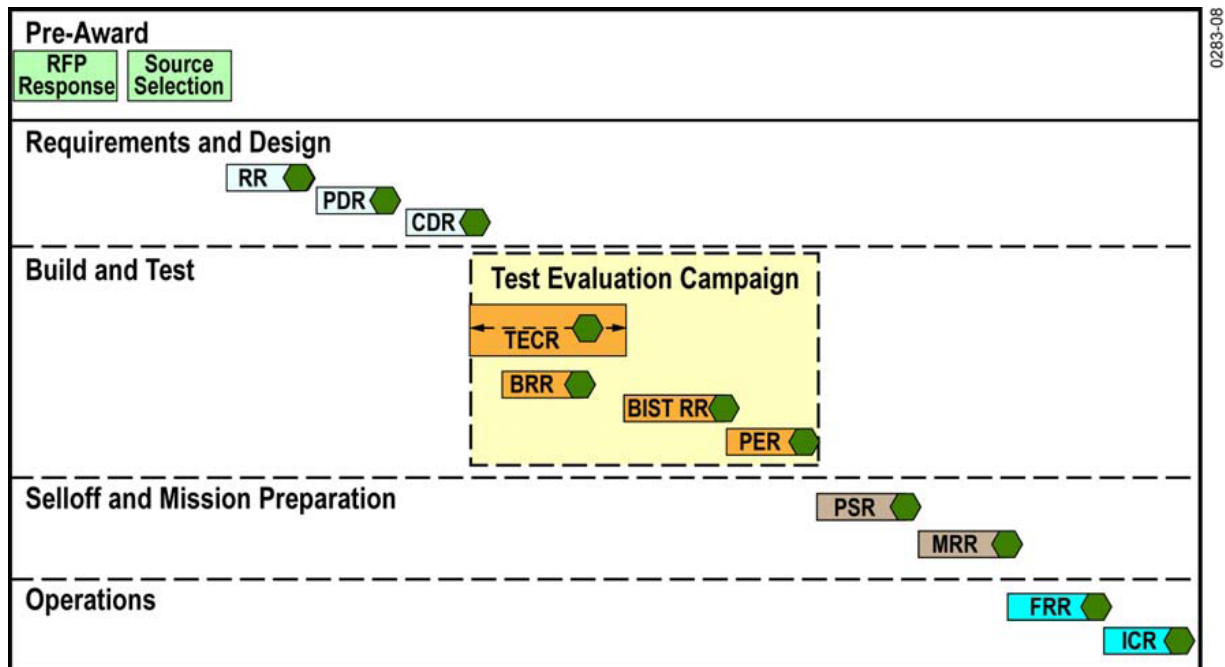 0283-08
Pre-Award
RFP
Response
Source
Selection
Requirements and Design
RR
PDR
CDR
Build and Test
Test Evaluation Campaign
TECR
BRR
BIST RR
PER
Selloff and Mission Preparation
PSR
MRR
Operations
FRR
ICR